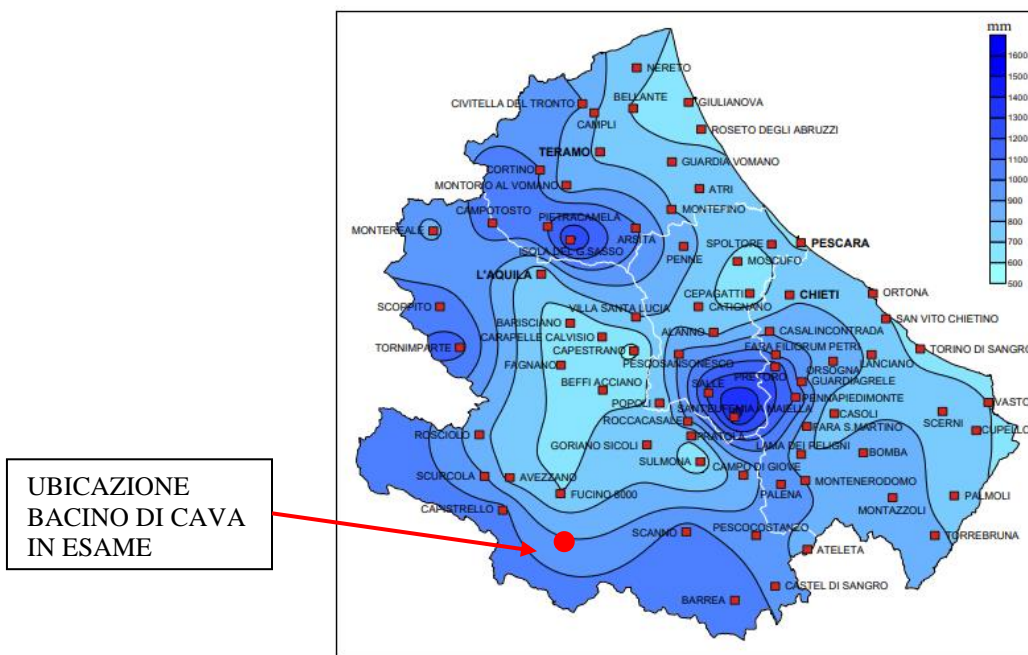 mm
1600
1500
1400
1300
1200
1100
1000
900
800
700
600
500
NERETO
CIVITELLA DEL TRONTO
BELLANTE
GIULIANOVA
CAMPLI
ROSETO DEGLI ABRUZZI
TERAMO
GUARDIA VOMANO
CORTINO
MONTORIO AL VOMANO
ATRI
CAMPOTOSTO
PIETRACAMELA
MONTEFINO
MONTEREALE
ARSITA
SPOLTORE
PESCARA
ISOLA DEL G.SASSO
PENNE
MOSCUFO
L'AQUILA
CEPAGATTI
CHIETI
ORTONA
SCOPPITO
VILLA SANTA LUCIA
CATIGNANO
SAN VITO CHIETINO
BARISCIANO
ALANNO
CASALINCONTRADA
CARAPELLE CALVISIO
TORNIMPARTE
CAPESTRANO
FARA FILIORUM PETRI
TORINO DI SANGRO
FAGNANO
PESCOSANSONESCO
ORSOGNA
LANCIANO
PRETORO
BEFFI ACCIANO
SALLE
GUARDIAGRELE
PENNAPIEDIMONTE
VASTO
POPOLI
SANT'EUFEMIA A MAIELLA
CASOLI
SCERNI
ROCCACASALE
FARA S.MARTINO
CUPELLO
ROSCIOLO
PRATOLA
GORIANO SICOLI
LAMA DEI PELIGNI
BOMBA
SULMONA
CAMPO DI GIOVE
SCURCOLA
AVEZZANO
MONTENERODOMO
FUCINO 8000
PALENA
PALMOLI
CAPISTRELLO
MONTAZZOLI
SCANNO
PESCOCOSTANZO
TORREBRUNA
ATELETA
CASTEL DI SANGRO
BARREA
UBICAZIONE
BACINO DI CAVA
IN ESAME